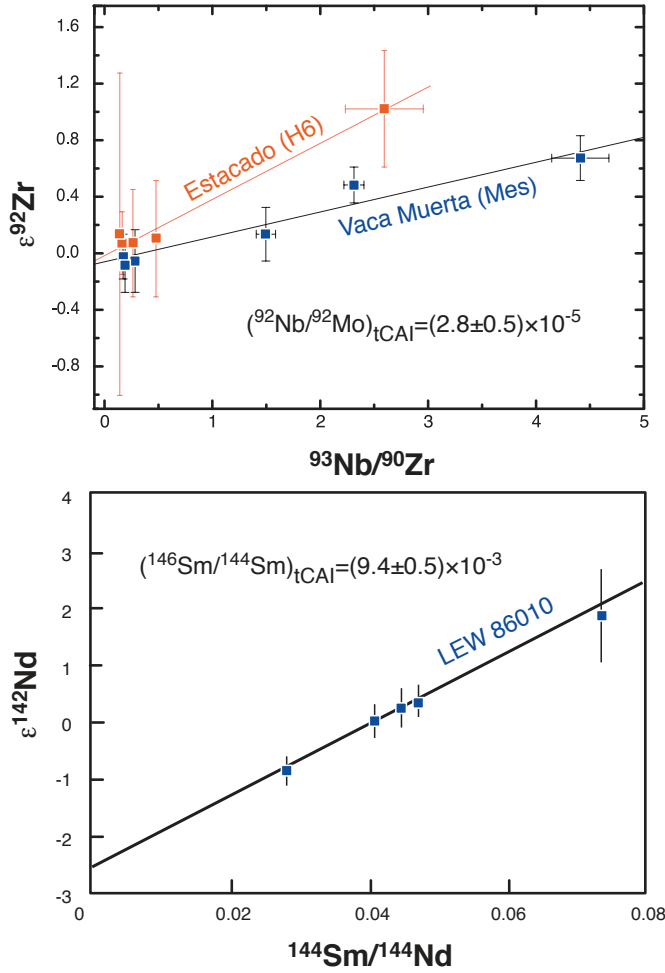 1.6
1.2
0.8
0.4
0.0
-0.4
-0.8
ε⁹²Zr
Estacado (H6)
Vaca Muerta (Mes)
(⁹²Nb/⁹²Mo)tCAI=(2.8±0.5)×10⁻⁵
0 1 2 3 4 5
⁹³Nb/⁹⁰Zr
4
3
2
1
0
-1
-2
-3
ε¹⁴²Nd
(¹⁴⁶Sm/¹⁴⁴Sm)tCAI=(9.4±0.5)×10⁻³
LEW 86010
0 0.02 0.04 0.06 0.08
¹⁴⁴Sm/¹⁴⁴Nd